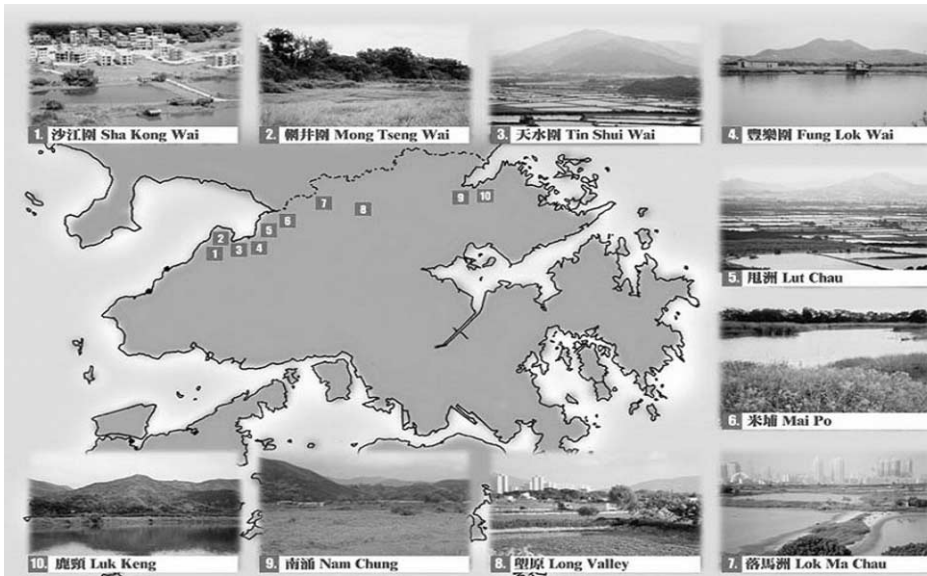 1. 沙江圍 Sha Kong Wai
2. 輞井圍 Mong Tseng Wai
3. 天水圍 Tin Shui Wai
4. 豐樂圍 Fung Lok Wai
7
8
9
10
6
5
2
4
3
1
5. 甩洲 Lut Chau
6. 米埔 Mai Po
10. 鹿頸 Luk Keng
9. 南涌 Nam Chung
8. 塱原 Long Valley
7. 落馬洲 Lok Ma Chau